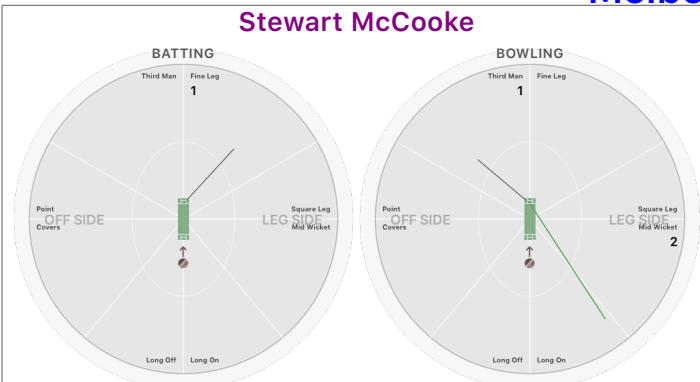 Stewart McCooke
BATTING
Third Man Fine Leg
1
Point Square Leg
OFF SIDE LEG SIDE
Covers Mid Wicket
Long Off Long On
BOWLING
Third Man Fine Leg
1
Point Square Leg
OFF SIDE LEG SIDE
Covers Mid Wicket
2
Long Off Long On